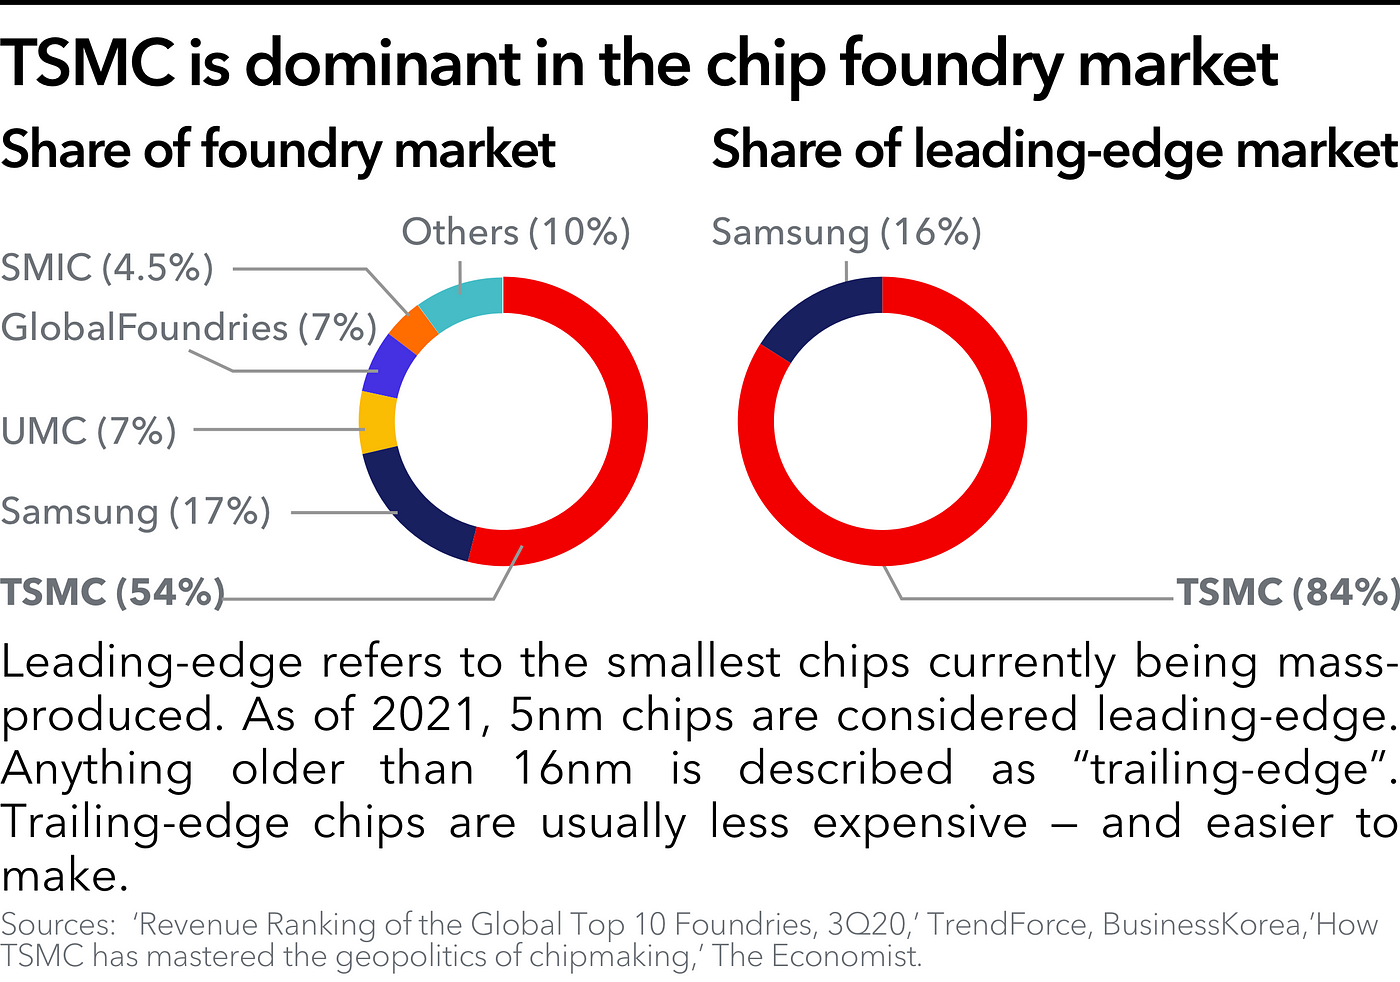 TSMC is dominant in the chip foundry market
Share of foundry market
Share of leading-edge market
Others (10%)
SMIC (4.5%)
GlobalFoundries (7%)
UMC (7%)
Samsung (17%)
TSMC (54%)
Samsung (16%)
TSMC (84%)
Leading-edge refers to the smallest chips currently being mass-
produced. As of 2021, 5nm chips are considered leading-edge.
Anything older than 16nm is described as “trailing-edge”.
Trailing-edge chips are usually less expensive – and easier to
make.
Sources: ‘Revenue Ranking of the Global Top 10 Foundries, 3Q20,’ TrendForce, BusinessKorea,‘How
TSMC has mastered the geopolitics of chipmaking,’ The Economist.